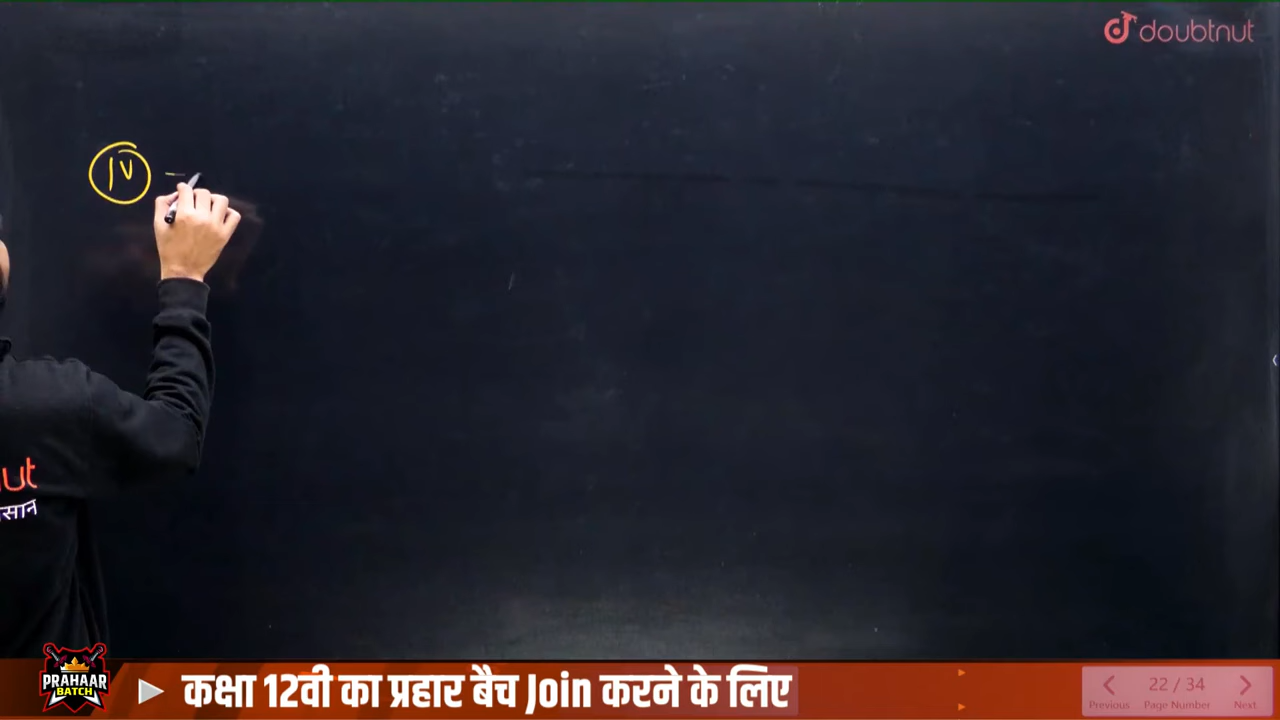 doubtnut
IV -
ut
सान
PRAHAAR
BATCH
कक्षा 12वी का प्रहार बैच Join करने के लिए
22 / 34
Previous Page Number Next